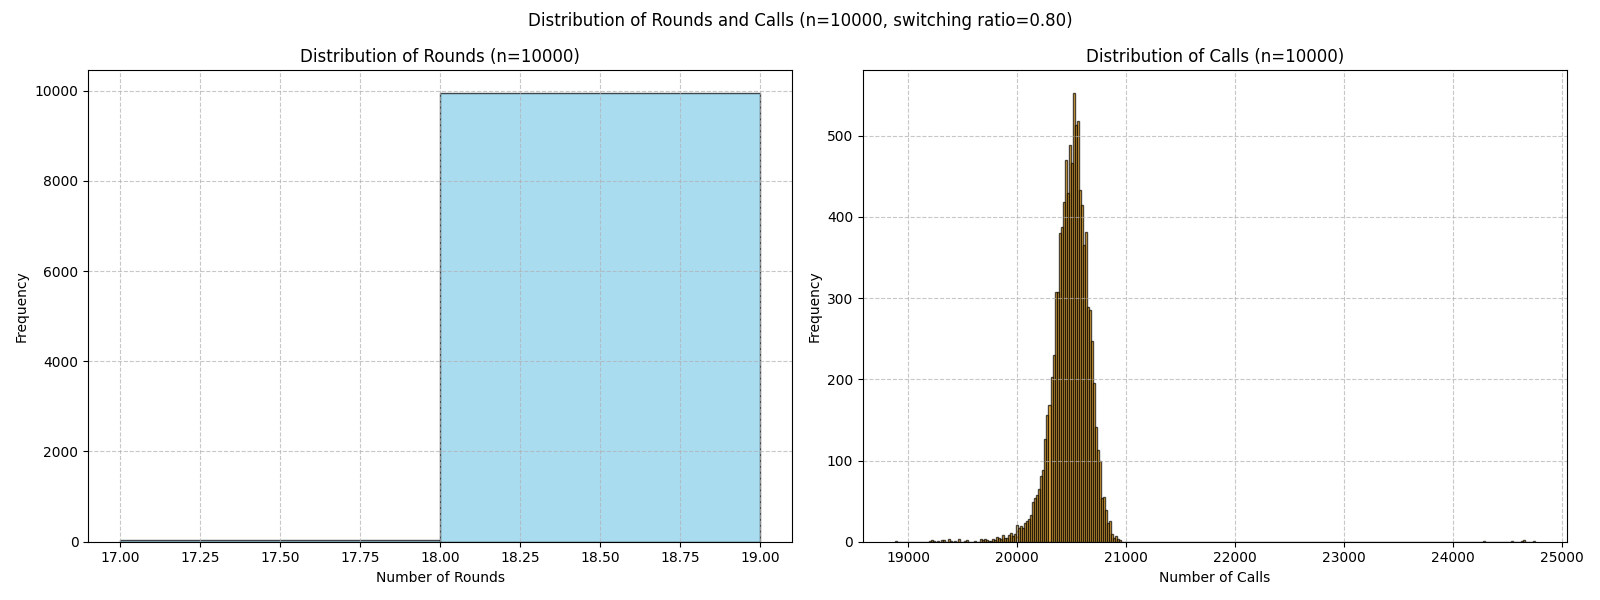 Distribution of Rounds and Calls (n=10000, switching ratio=0.80)
Distribution of Rounds (n=10000)
Frequency
10000
8000
6000
4000
2000
0
17.00 17.25 17.50 17.75 18.00 18.25 18.50 18.75 19.00
Number of Rounds
Distribution of Calls (n=10000)
Frequency
500
400
300
200
100
0
19000 20000 21000 22000 23000 24000 25000
Number of Calls